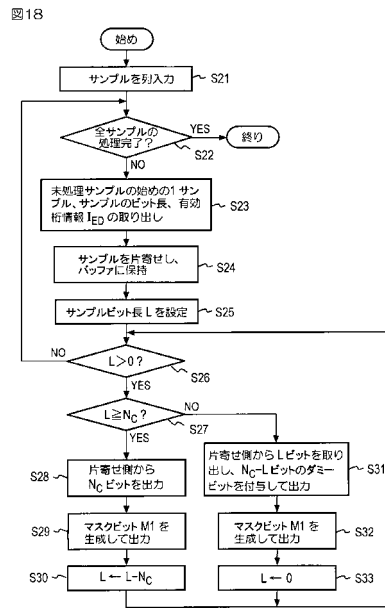 図18
始め
サンプルを列入力
S21
全サンプルの
処理完了?
YES
終り
S22
NO
未処理サンプルの始めの1サン
プル、サンプルのビット長、有効
桁情報 IEDの取り出し
S23
サンプルを片寄せし、
バッファに保持
S24
サンプルビット長 L を設定
S25
NO
L>0?
S26
YES
L≧NC?
NO
S27
YES
S28
片寄せ側から
NCビットを出力
片寄せ側から L ビットを取り
出し、NC-L ビットのダミー
ビットを付与して出力
S31
S29
マスクビット M1 を
生成して出力
マスクビット M1 を
生成して出力
S32
S30
L ← L-NC
L ← 0
S33